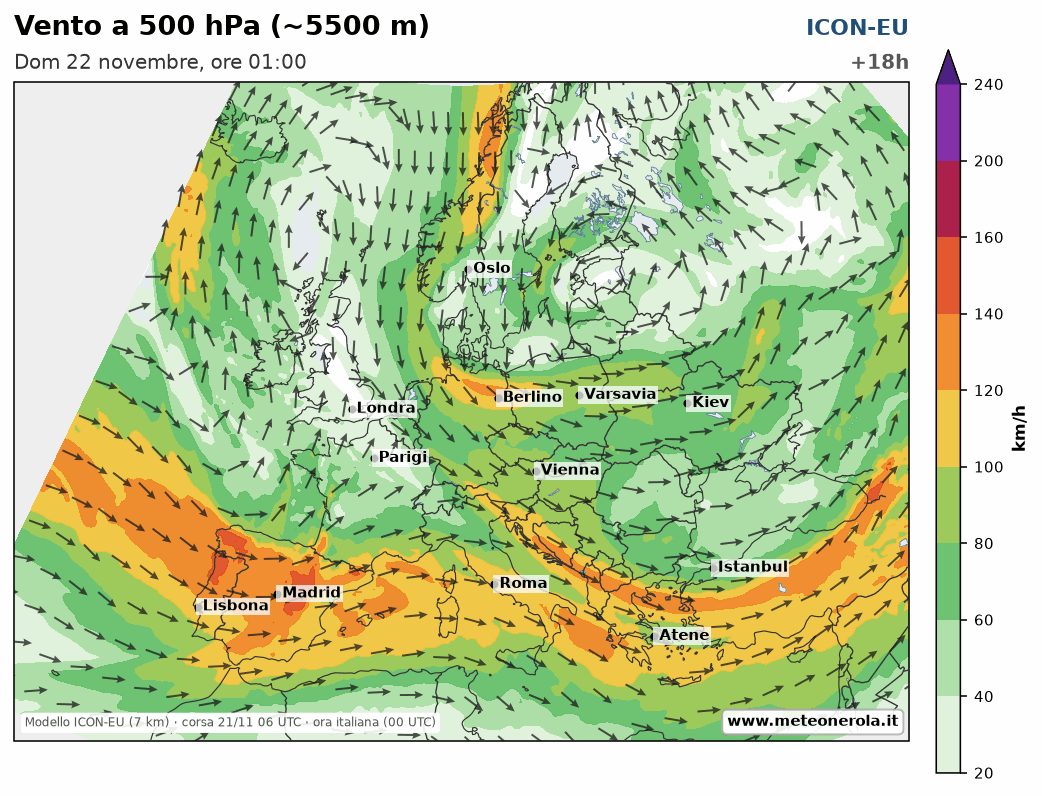 Vento a 500 hPa (~5500 m)
ICON-EU
Dom 22 novembre, ore 01:00
+18h
240
200
160
140
120
100
80
60
40
20
km/h
Oslo
Berlino
Varsavia
Kiev
Londra
Parigi
Vienna
Istanbul
Roma
Madrid
Lisbona
Atene
Modello ICON-EU (7 km) · corsa 21/11 06 UTC · ora italiana (00 UTC)
www.meteonerola.it